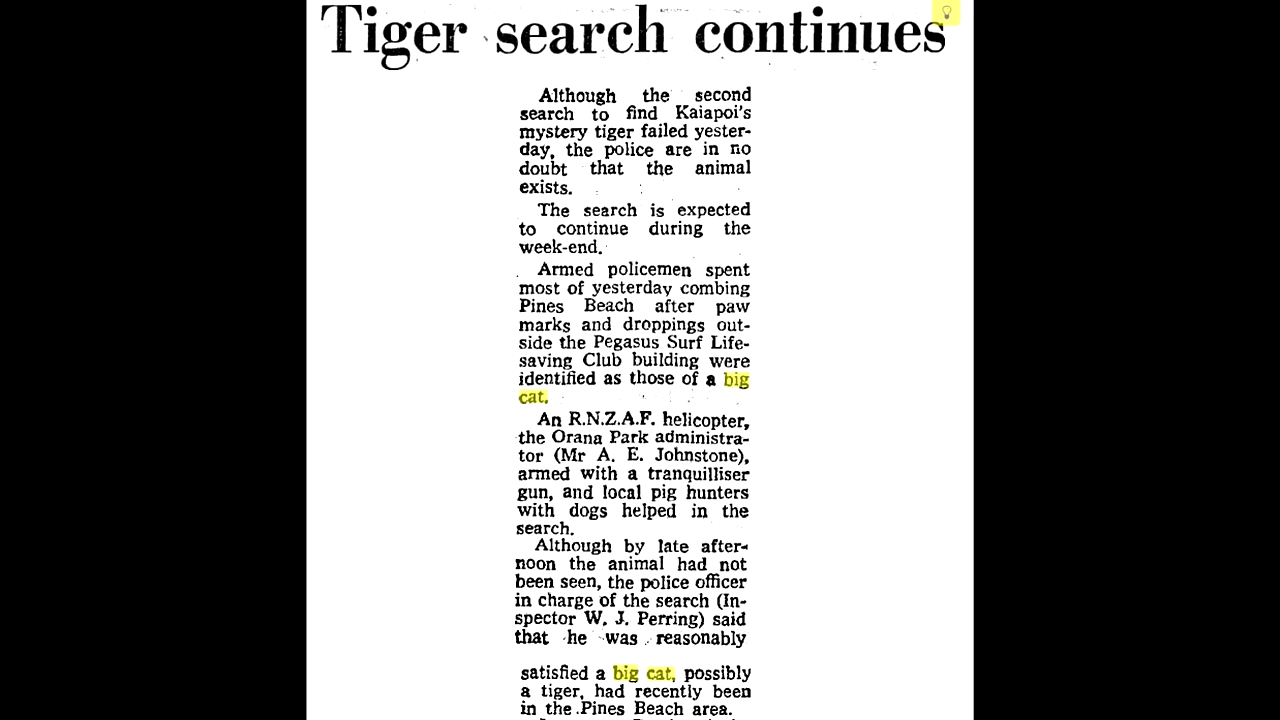 Tiger search continues
Although the second
search to find Kaiapoi's
mystery tiger failed yester-
day, the police are in no
doubt that the animal
exists.
The search is expected
to continue during the
week-end.
Armed policemen spent
most of yesterday combing
Pines Beach after paw
marks and droppings out-
side the Pegasus Surf Life-
saving Club building were
identified as those of a big
cat.
An R.N.Z.A.F. helicopter,
the Orana Park administra-
tor (Mr A. E. Johnstone),
armed with a tranquilliser
gun, and local pig hunters
with dogs helped in the
search.
Although by late after-
noon the animal had not
been seen, the police officer
in charge of the search (In-
spector W. J. Perring) said
that he was reasonably
satisfied a big cat, possibly
a tiger, had recently been
in the Pines Beach area.